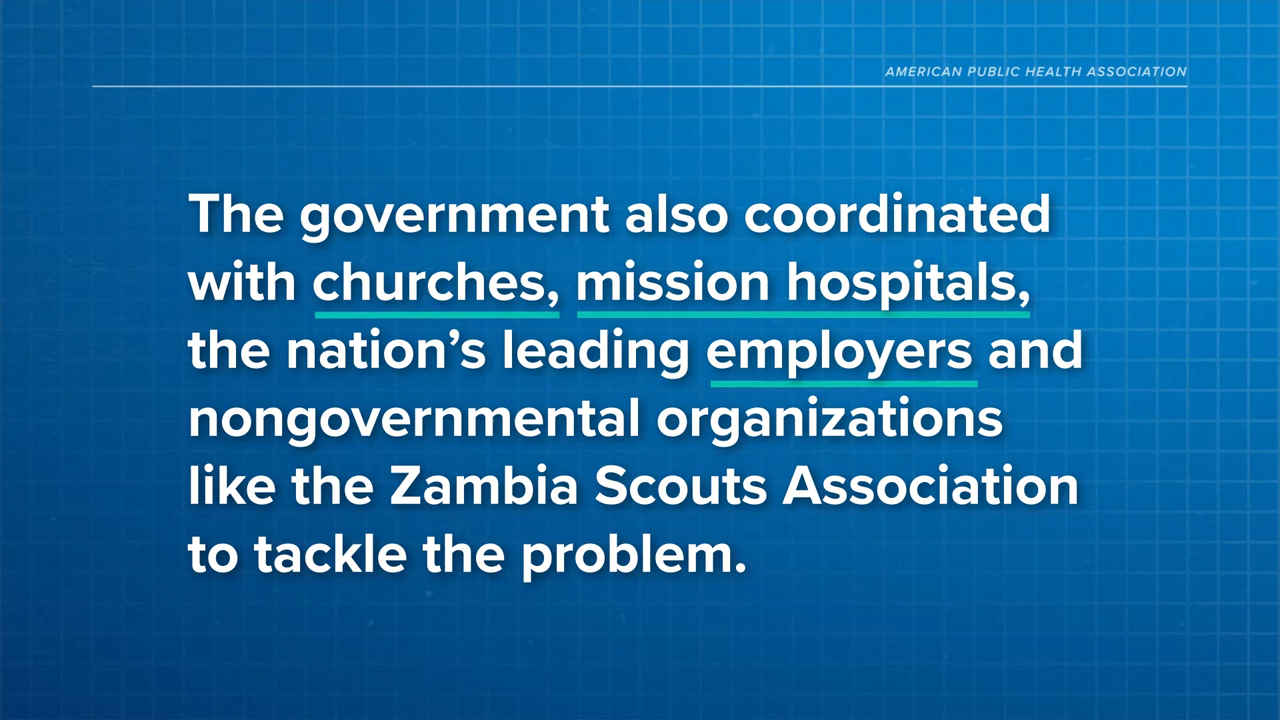 AMERICAN PUBLIC HEALTH ASSOCIATION
The government also coordinated
with churches, mission hospitals,
the nation’s leading employers and
nongovernmental organizations
like the Zambia Scouts Association
to tackle the problem.